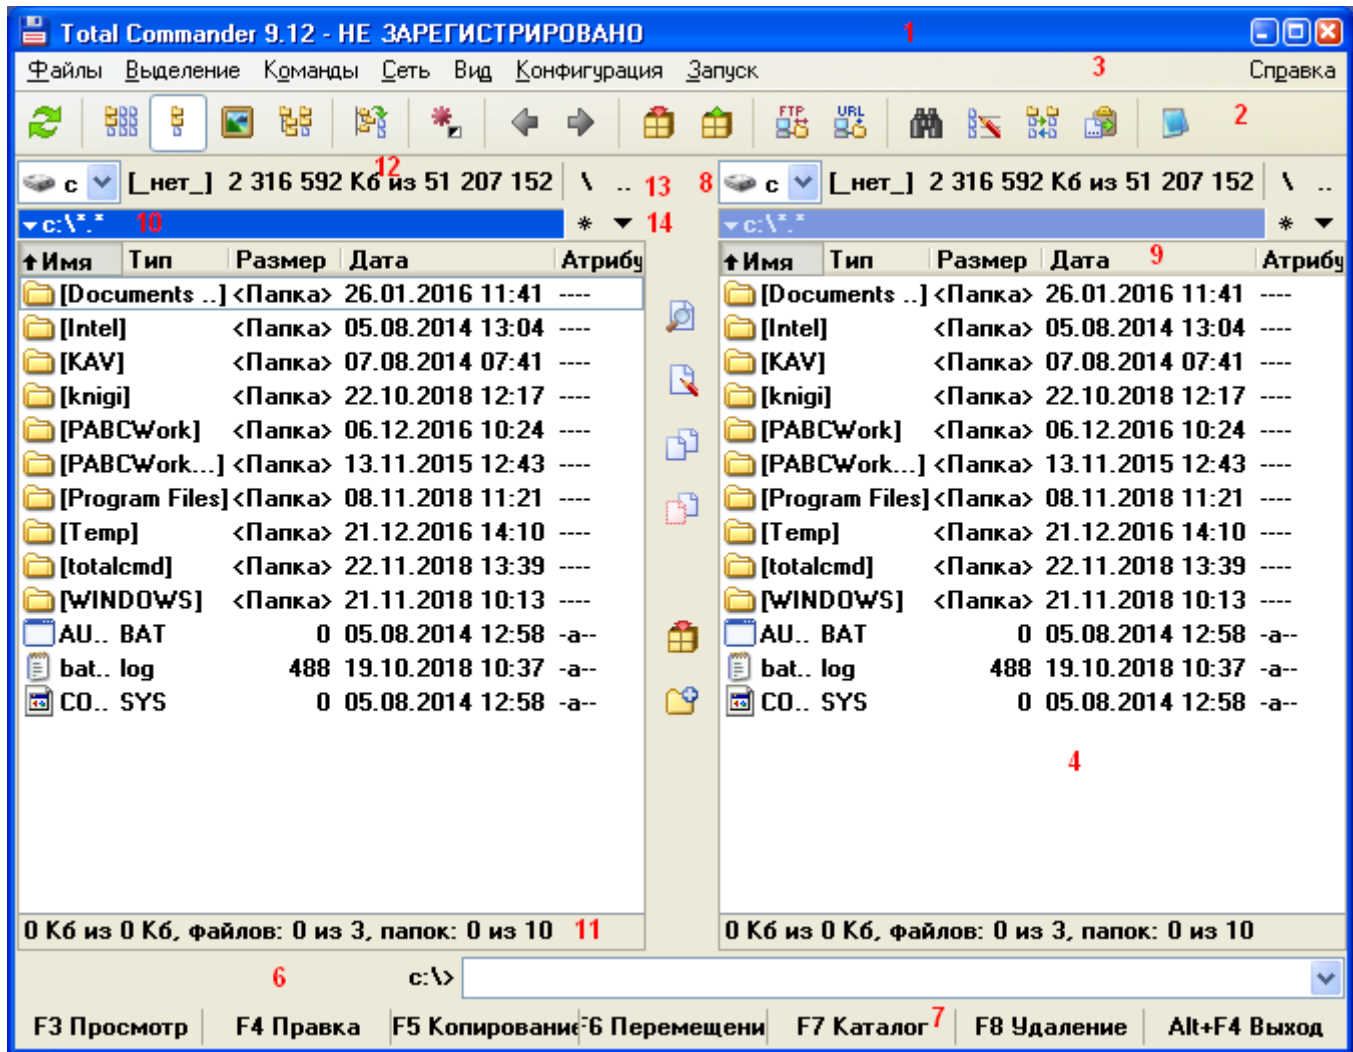 Total Commander 9.12 - НЕ ЗАРЕГИСТРИРОВАНО 1
Файлы Выделение Команды Сеть Вид Конфигурация Запуск 3 Справка
FTP URL 2
c [_нет_] 2 316 592 Кб из 51 207 152 \ .. 12 13 8 c [_нет_] 2 316 592 Кб из 51 207 152 \ ..
c:\*.* 10 * 14 c:\*.* *
Имя Тип Размер Дата Атрибу Имя Тип Размер Дата 9 Атрибу
[Documents ..] <Папка> 26.01.2016 11:41 ---- [Documents ..] <Папка> 26.01.2016 11:41 ----
[Intel] <Папка> 05.08.2014 13:04 ---- [Intel] <Папка> 05.08.2014 13:04 ----
[KAV] <Папка> 07.08.2014 07:41 ---- [KAV] <Папка> 07.08.2014 07:41 ----
[knigi] <Папка> 22.10.2018 12:17 ---- [knigi] <Папка> 22.10.2018 12:17 ----
[PABCWork] <Папка> 06.12.2016 10:24 ---- [PABCWork] <Папка> 06.12.2016 10:24 ----
[PABCWork...] <Папка> 13.11.2015 12:43 ---- [PABCWork...] <Папка> 13.11.2015 12:43 ----
[Program Files] <Папка> 08.11.2018 11:21 ---- [Program Files] <Папка> 08.11.2018 11:21 ----
[Temp] <Папка> 21.12.2016 14:10 ---- [Temp] <Папка> 21.12.2016 14:10 ----
[totalcmd] <Папка> 22.11.2018 13:39 ---- [totalcmd] <Папка> 22.11.2018 13:39 ----
[WINDOWS] <Папка> 21.11.2018 10:13 ---- [WINDOWS] <Папка> 21.11.2018 10:13 ----
AU.. BAT 0 05.08.2014 12:58 -a-- AU.. BAT 0 05.08.2014 12:58 -a--
bat.. log 488 19.10.2018 10:37 -a-- bat.. log 488 19.10.2018 10:37 -a--
CO.. SYS 0 05.08.2014 12:58 -a-- CO.. SYS 0 05.08.2014 12:58 -a--
4
0 Кб из 0 Кб, файлов: 0 из 3, папок: 0 из 10 11 0 Кб из 0 Кб, файлов: 0 из 3, папок: 0 из 10
6 c:\>
F3 Просмотр F4 Правка F5 Копирование F6 Перемещени F7 Каталог 7 F8 Удаление Alt+F4 Выход